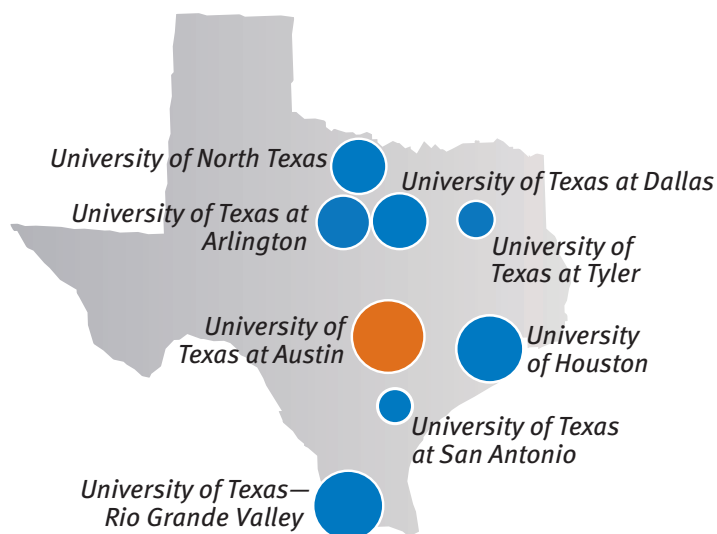 University of North Texas
University of Texas at Dallas
University of Texas at
Arlington
University of
Texas at Tyler
University of
Texas at Austin
University
of Houston
University of Texas
at San Antonio
University of Texas—
Rio Grande Valley